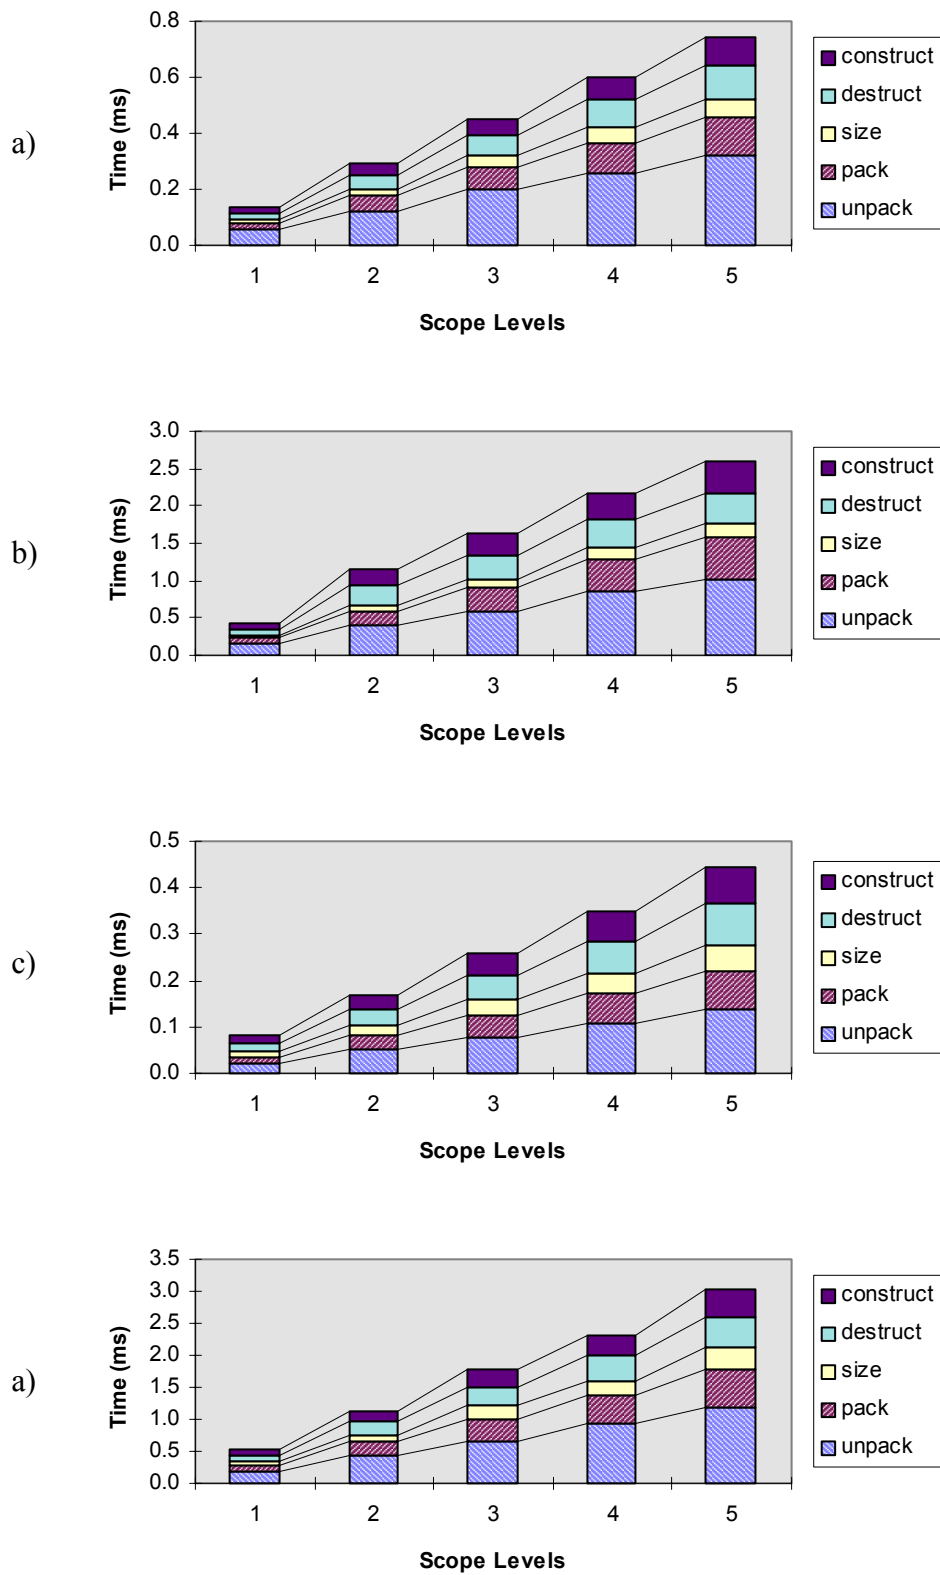 a)
Time (ms)
0.8
0.6
0.4
0.2
0.0
1 2 3 4 5
Scope Levels
construct
destruct
size
pack
unpack
b)
Time (ms)
3.0
2.5
2.0
1.5
1.0
0.5
0.0
1 2 3 4 5
Scope Levels
construct
destruct
size
pack
unpack
c)
Time (ms)
0.5
0.4
0.3
0.2
0.1
0.0
1 2 3 4 5
Scope Levels
construct
destruct
size
pack
unpack
a)
Time (ms)
3.5
3.0
2.5
2.0
1.5
1.0
0.5
0.0
1 2 3 4 5
Scope Levels
construct
destruct
size
pack
unpack